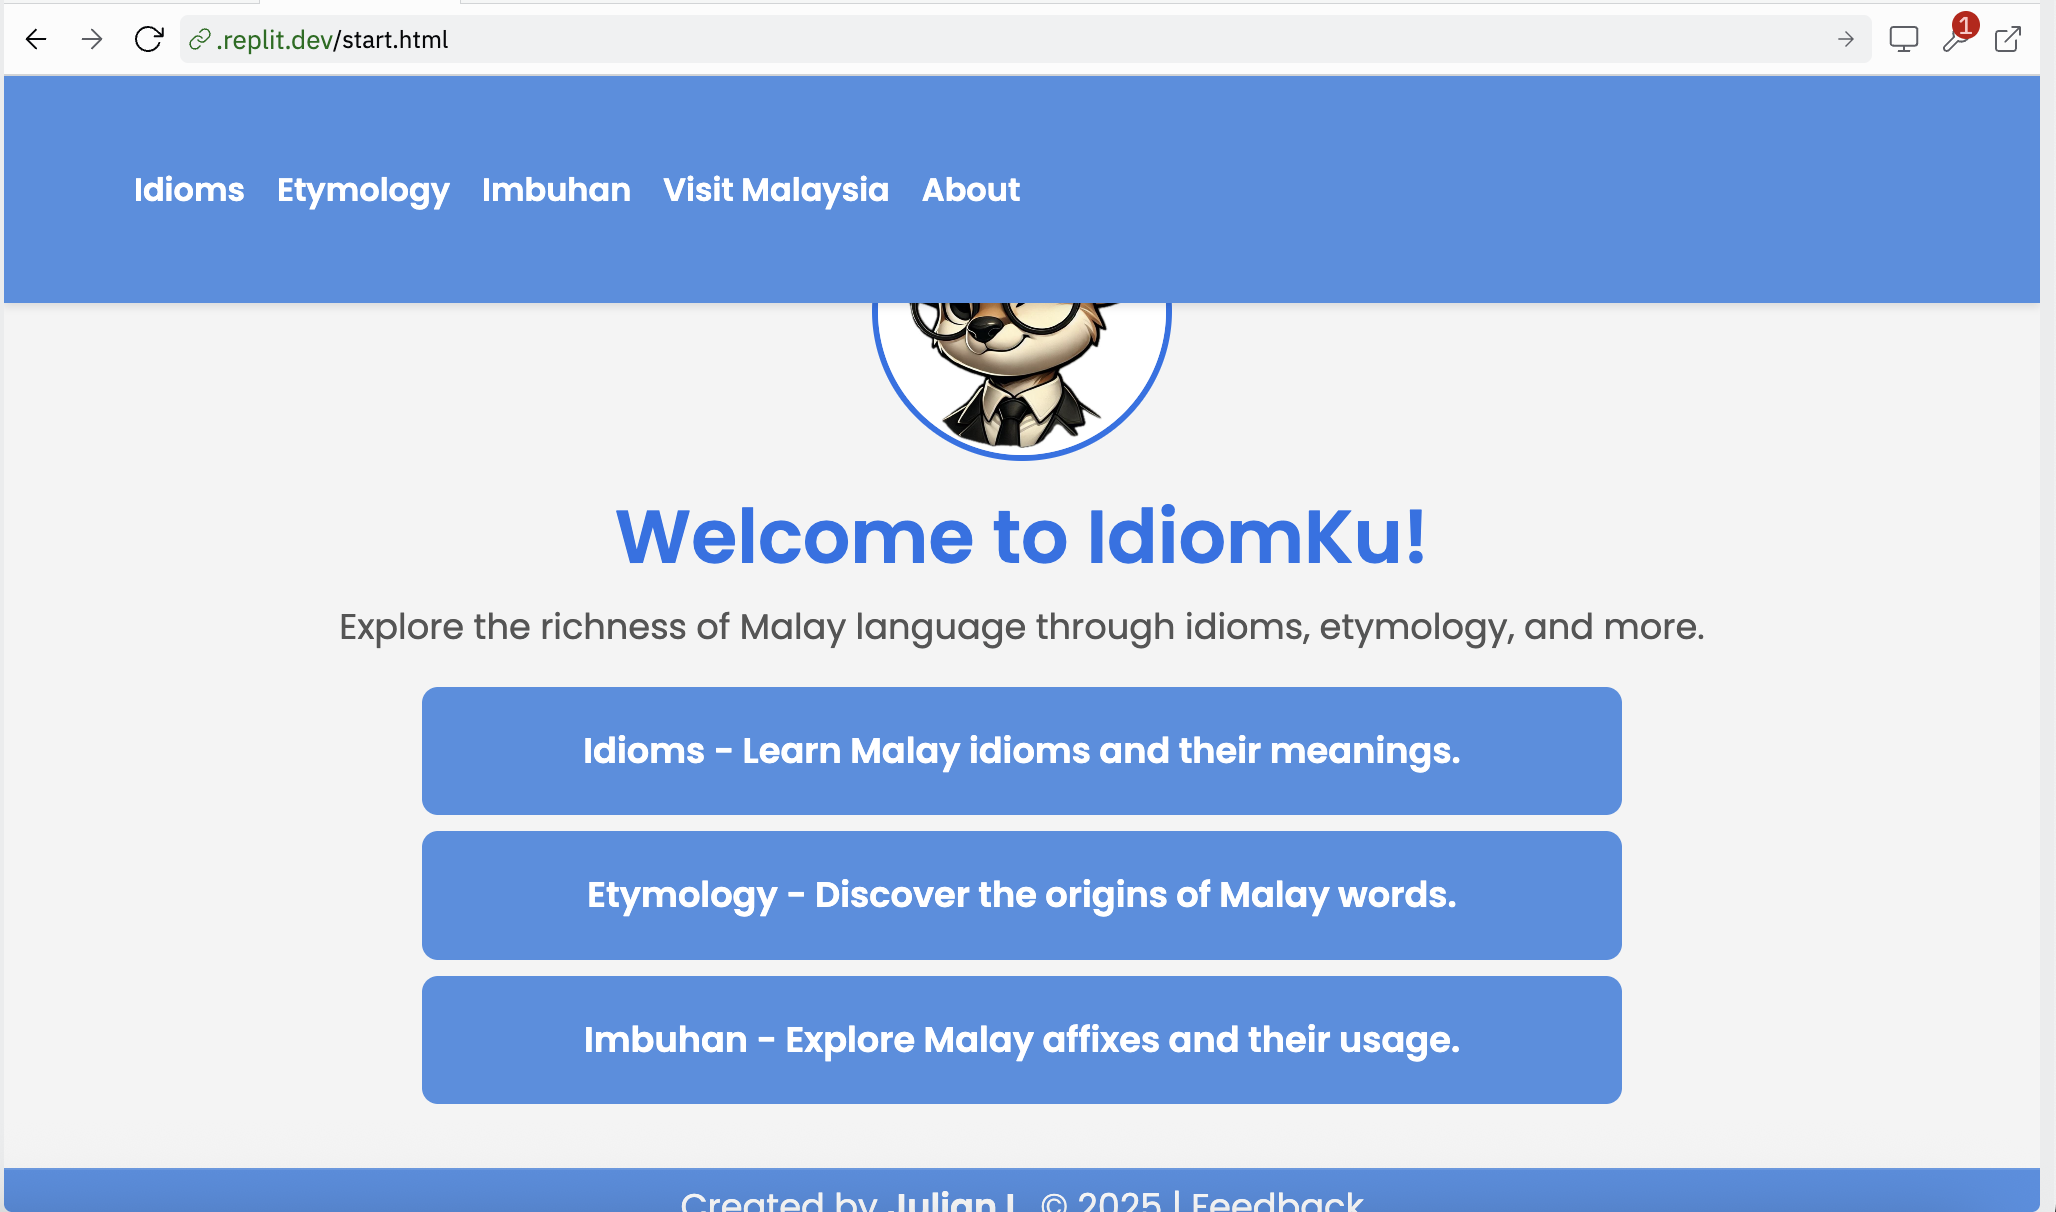 .replit.dev/start.html
1
Idioms Etymology Imbuhan Visit Malaysia About
Welcome to IdiomKu!
Explore the richness of Malay language through idioms, etymology, and more.
Idioms - Learn Malay idioms and their meanings.
Etymology - Discover the origins of Malay words.
Imbuhan - Explore Malay affixes and their usage.
Created by Julian L. © 2025 | Feedback